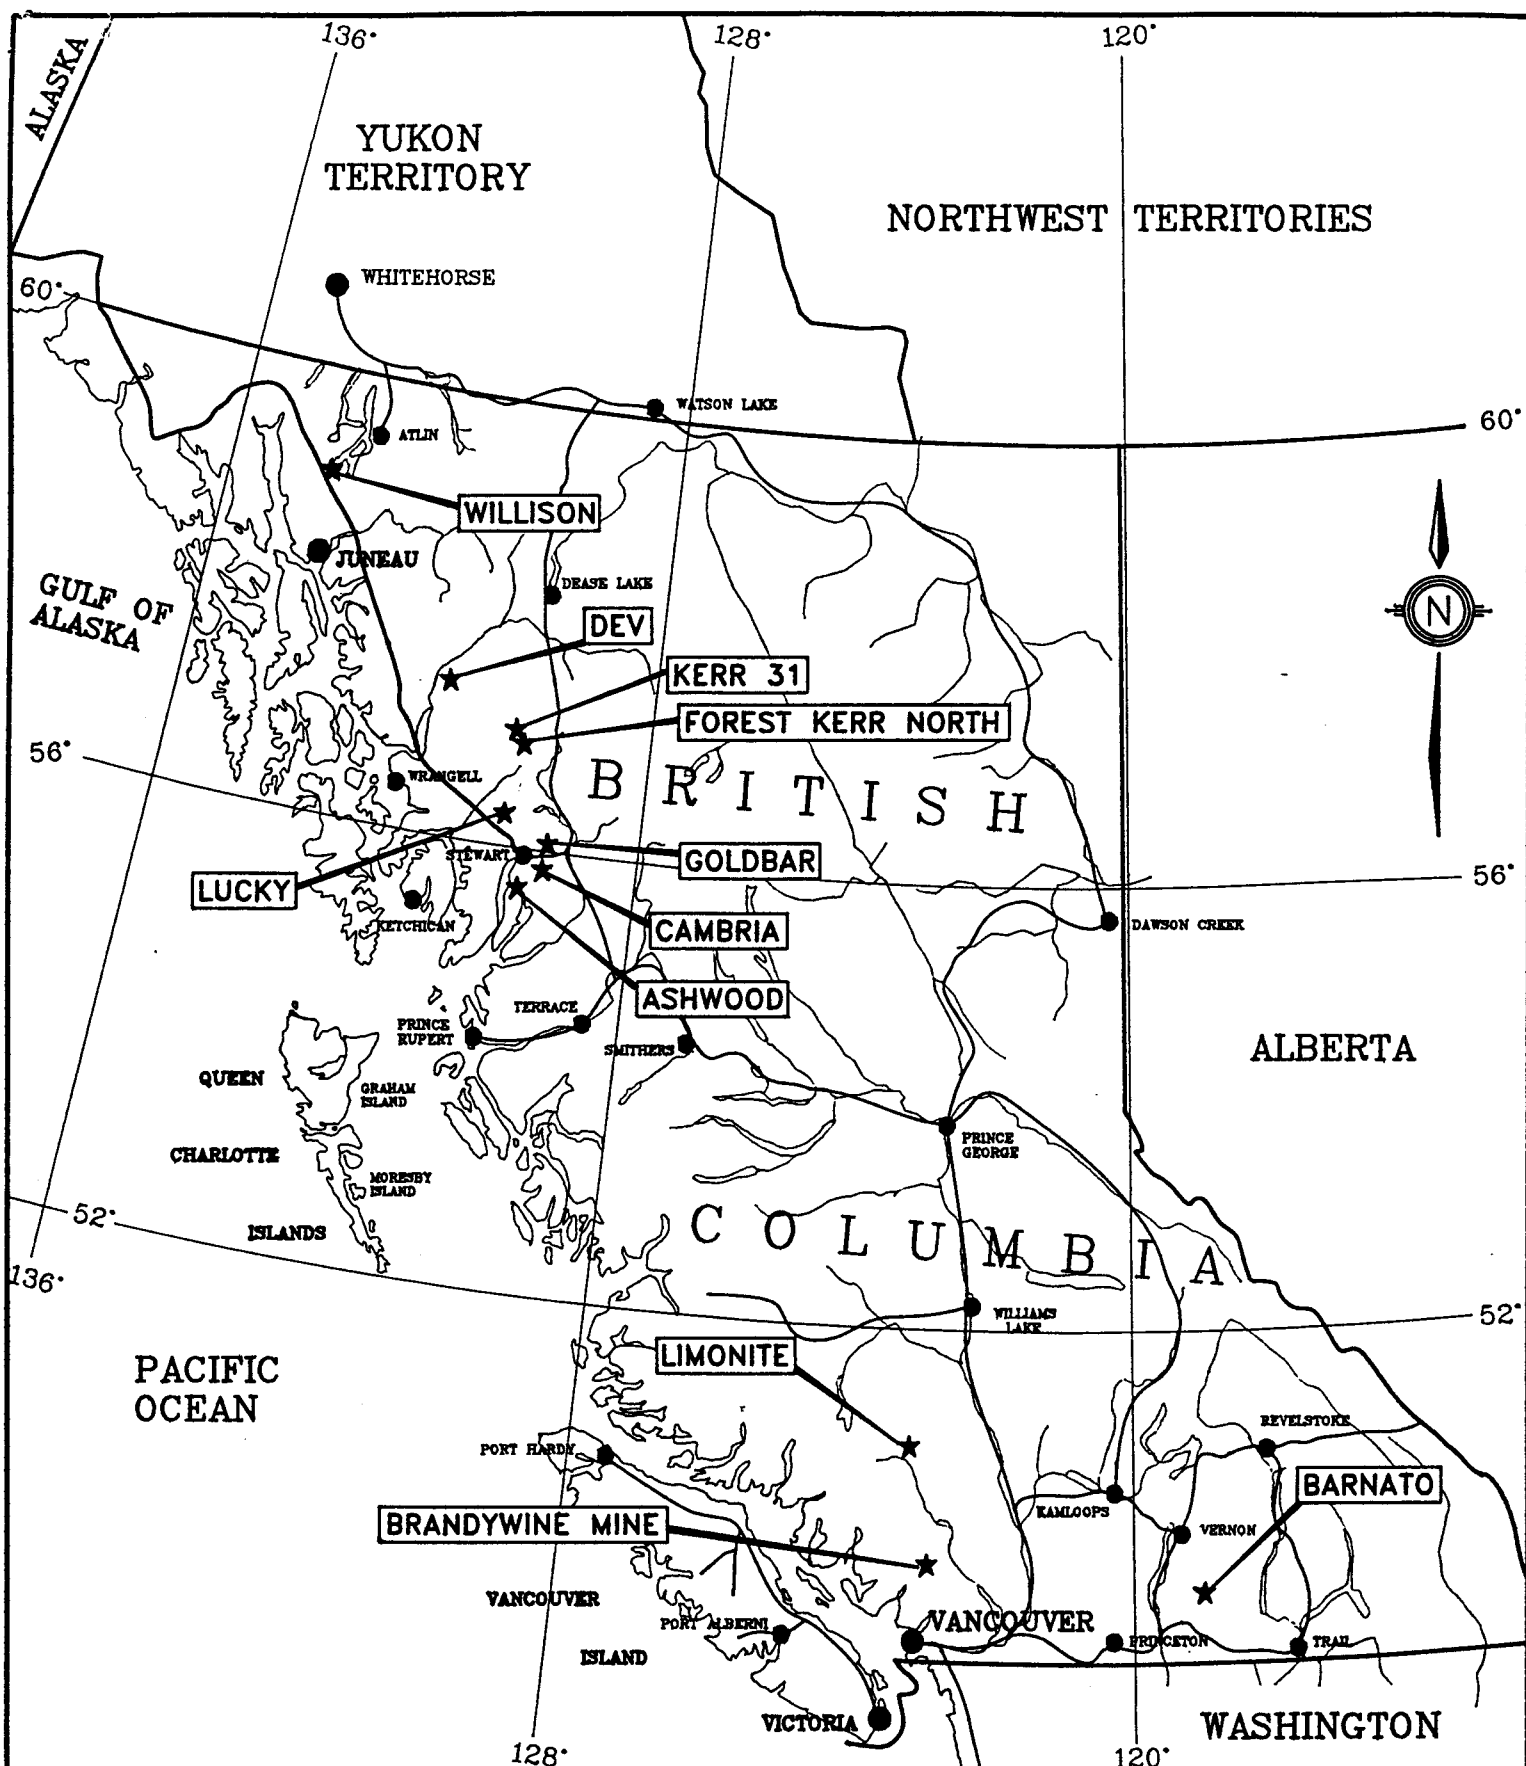 136°
128°
120°
ALASKA
YUKON
TERRITORY
NORTHWEST TERRITORIES
WHITEHORSE
60°
WATSON LAKE
60°
ATLIN
WILLISON
JUNEAU
DEASE LAKE
GULF OF
ALASKA
DEV
KERR 31
FOREST KERR NORTH
56°
WRANGELL
BRITISH
STEWART
GOLDBAR
56°
LUCKY
KETCHICAN
CAMBRIA
DAWSON CREEK
ASHWOOD
TERRACE
PRINCE
RUPERT
SMITHERS
ALBERTA
QUEEN
GRAHAM
ISLAND
PRINCE
GEORGE
CHARLOTTE
MORESBY
ISLAND
52°
ISLANDS
COLUMBIA
136°
WILLIAMS
LAKE
52°
LIMONITE
PACIFIC
OCEAN
REVELSTOKE
PORT HARDY
BARNATO
KAMLOOPS
BRANDYWINE MINE
VERNON
VANCOUVER
PORT ALBERNI
VANCOUVER
PRINCETON
TRAIL
ISLAND
VICTORIA
WASHINGTON
128°
120°
N